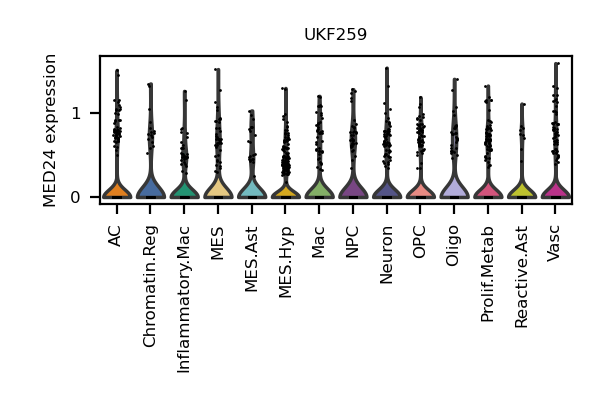 UKF259
MED24 expression
1
0
AC
Chromatin.Reg
Inflammatory.Mac
MES
MES.Ast
MES.Hyp
Mac
NPC
Neuron
OPC
Oligo
Prolif.Metab
Reactive.Ast
Vasc